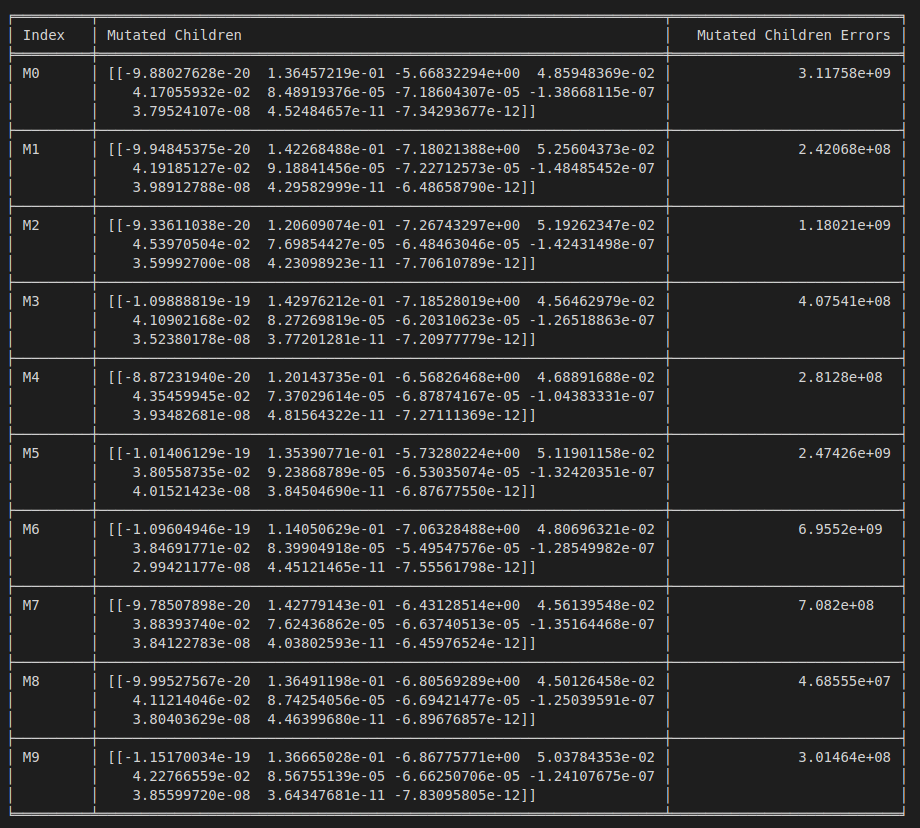 Index Mutated Children Mutated Children Errors
M0 [[-9.88027628e-20 1.36457219e-01 -5.66832294e+00 4.85948369e-02 3.11758e+09
4.17055932e-02 8.48919376e-05 -7.18604307e-05 -1.38668115e-07
3.79524107e-08 4.52484657e-11 -7.34293677e-12]]
M1 [[-9.94845375e-20 1.42268488e-01 -7.18021388e+00 5.25604373e-02 2.42068e+08
4.19185127e-02 9.18841456e-05 -7.22712573e-05 -1.48485452e-07
3.98912788e-08 4.29582999e-11 -6.48658790e-12]]
M2 [[-9.33611038e-20 1.20609074e-01 -7.26743297e+00 5.19262347e-02 1.18021e+09
4.53970504e-02 7.69854427e-05 -6.48463046e-05 -1.42431498e-07
3.59992700e-08 4.23098923e-11 -7.70610789e-12]]
M3 [[-1.09888819e-19 1.42976212e-01 -7.18528019e+00 4.56462979e-02 4.07541e+08
4.10902168e-02 8.27269819e-05 -6.20310623e-05 -1.26518863e-07
3.52380178e-08 3.77201281e-11 -7.20977779e-12]]
M4 [[-8.87231940e-20 1.20143735e-01 -6.56826468e+00 4.68891688e-02 2.8128e+08
4.35459945e-02 7.37029614e-05 -6.87874167e-05 -1.04383331e-07
3.93482681e-08 4.81564322e-11 -7.27111369e-12]]
M5 [[-1.01406129e-19 1.35390771e-01 -5.73280224e+00 5.11901158e-02 2.47426e+09
3.80558735e-02 9.23868789e-05 -6.53035074e-05 -1.32420351e-07
4.01521423e-08 3.84504690e-11 -6.87677550e-12]]
M6 [[-1.09604946e-19 1.14050629e-01 -7.06328488e+00 4.80696321e-02 6.9552e+09
3.84691771e-02 8.39904918e-05 -5.49547576e-05 -1.28549982e-07
2.99421177e-08 4.45121465e-11 -7.55561798e-12]]
M7 [[-9.78507898e-20 1.42779143e-01 -6.43128514e+00 4.56139548e-02 7.082e+08
3.88393740e-02 7.62436862e-05 -6.63740513e-05 -1.35164468e-07
3.84122783e-08 4.03802593e-11 -6.45976524e-12]]
M8 [[-9.99527567e-20 1.36491198e-01 -6.80569289e+00 4.50126458e-02 4.68555e+07
4.11214046e-02 8.74254056e-05 -6.69421477e-05 -1.25039591e-07
3.80403629e-08 4.46399680e-11 -6.89676857e-12]]
M9 [[-1.15170034e-19 1.36665028e-01 -6.86775771e+00 5.03784353e-02 3.01464e+08
4.22766559e-02 8.56755139e-05 -6.66250706e-05 -1.24107675e-07
3.85599720e-08 3.64347681e-11 -7.83095805e-12]]